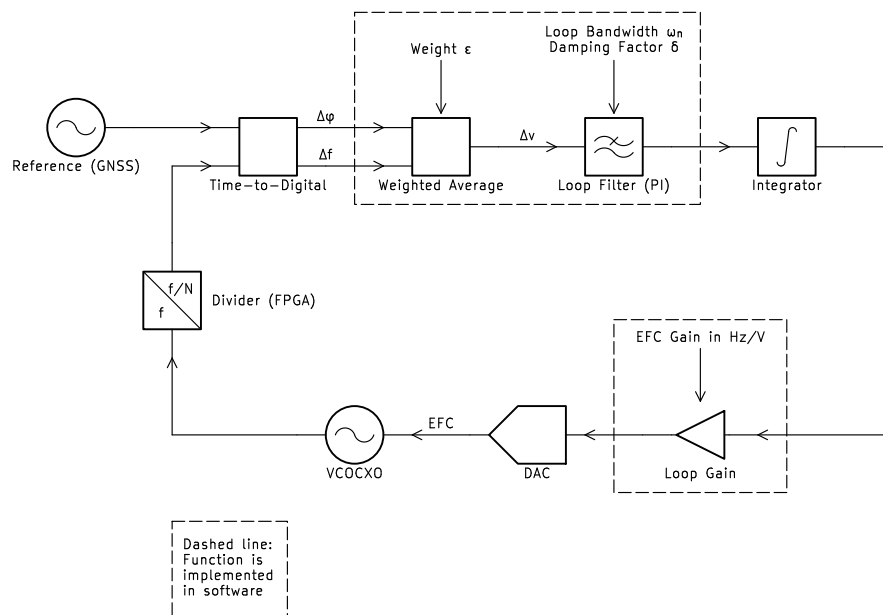 Loop Bandwidth ωn
Damping Factor δ
Weight ε
Δφ
Δf
Δv
Reference (GNSS)
Time-to-Digital
Weighted Average
Loop Filter (PI)
Integrator
f/N
f
Divider (FPGA)
EFC Gain in Hz/V
EFC
VCOCXO
DAC
Loop Gain
Dashed line:
Function is
implemented
in software